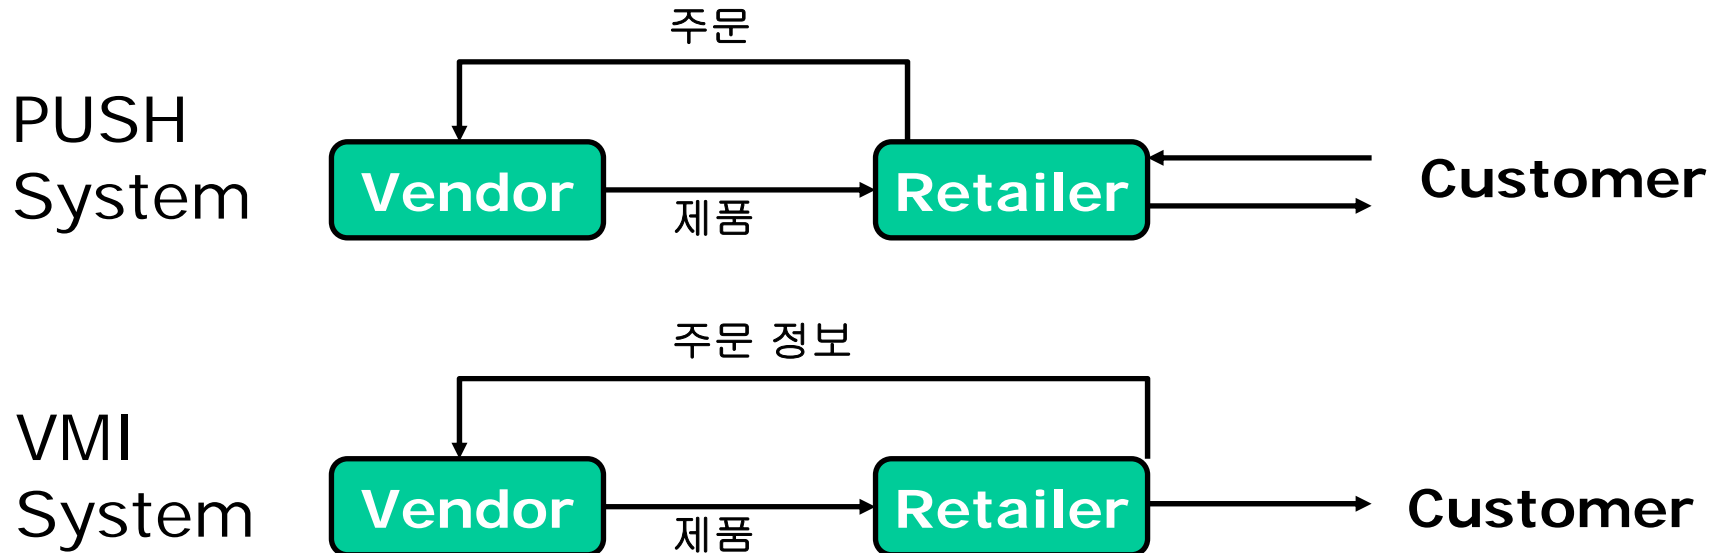 주문
PUSH
System
Vendor
제품
Retailer
Customer
주문 정보
VMI
System
Vendor
제품
Retailer
Customer